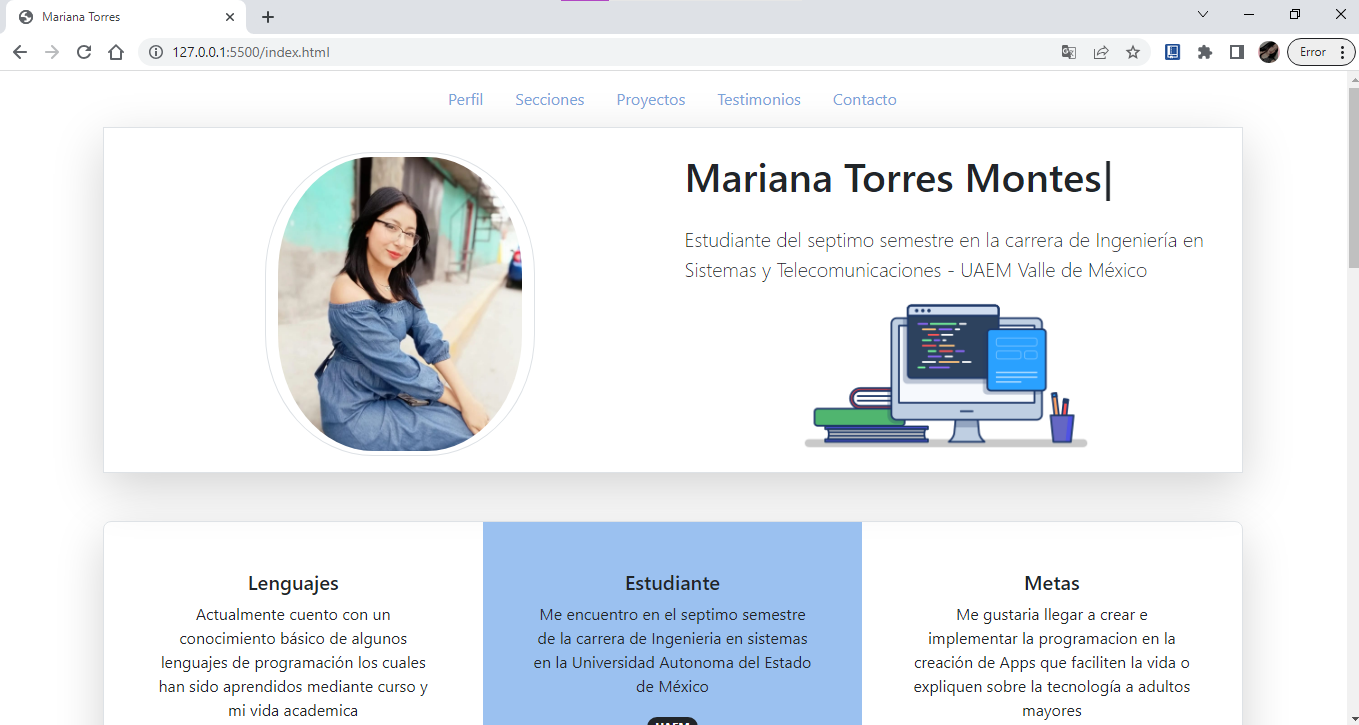 Mariana Torres
127.0.0.1:5500/index.html
Error
Perfil Secciones Proyectos Testimonios Contacto
Mariana Torres Montes|
Estudiante del septimo semestre en la carrera de Ingeniería en
Sistemas y Telecomunicaciones - UAEM Valle de México
Lenguajes
Actualmente cuento con un
conocimiento básico de algunos
lenguajes de programación los cuales
han sido aprendidos mediante curso y
mi vida academica
Estudiante
Me encuentro en el septimo semestre
de la carrera de Ingenieria en sistemas
en la Universidad Autonoma del Estado
de México
UAEM
Metas
Me gustaria llegar a crear e
implementar la programacion en la
creación de Apps que faciliten la vida o
expliquen sobre la tecnología a adultos
mayores